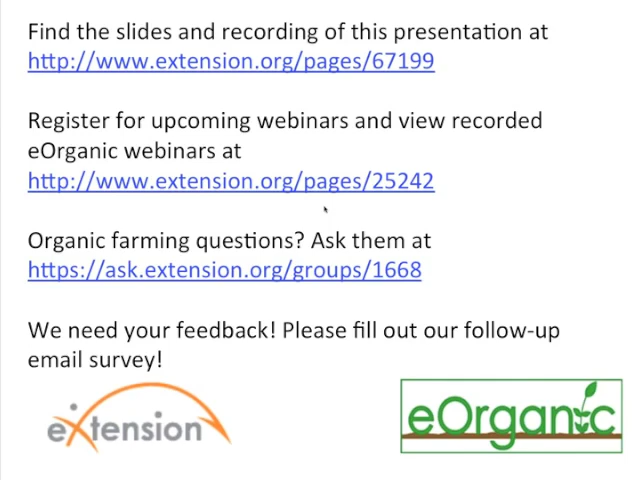 Find the slides and recording of this presentation at
http://www.extension.org/pages/67199
Register for upcoming webinars and view recorded
eOrganic webinars at
http://www.extension.org/pages/25242
Organic farming questions? Ask them at
https://ask.extension.org/groups/1668
We need your feedback! Please fill out our follow-up
email survey!
eXtension
eOrganic